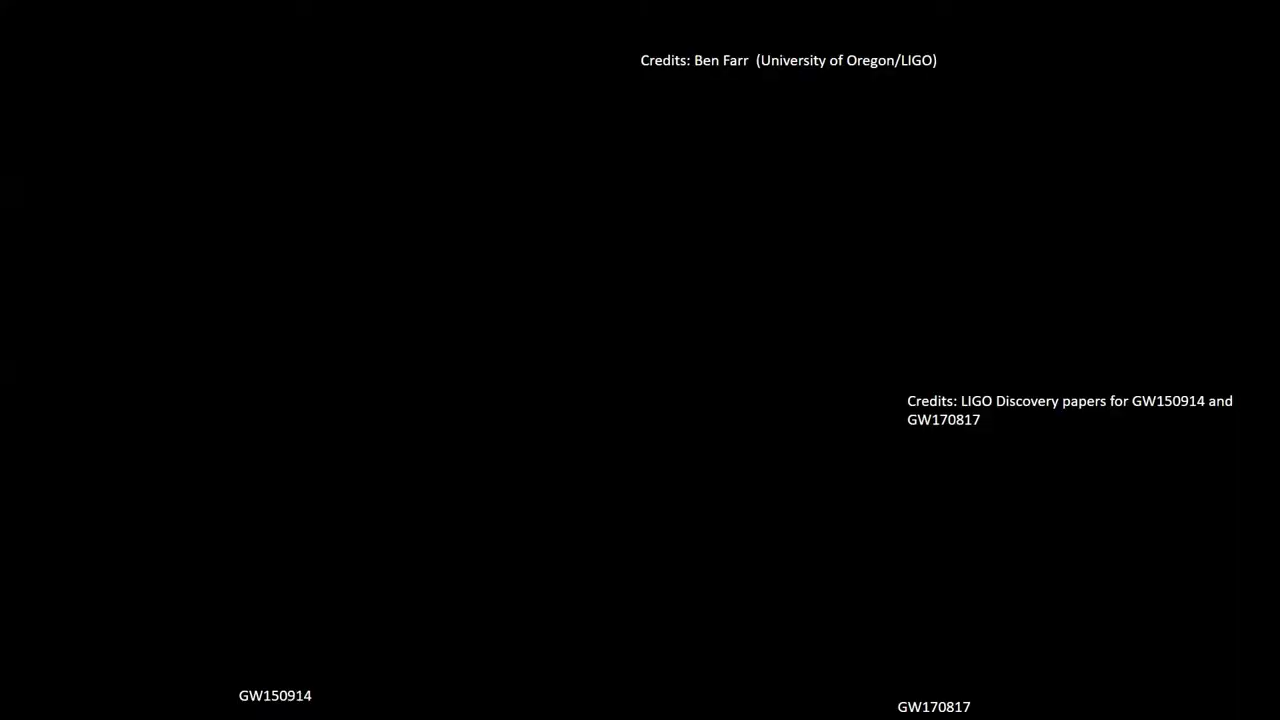 Credits: Ben Farr  (University of Oregon/LIGO)
Credits: LIGO Discovery papers for GW150914 and
GW170817
GW150914
GW170817